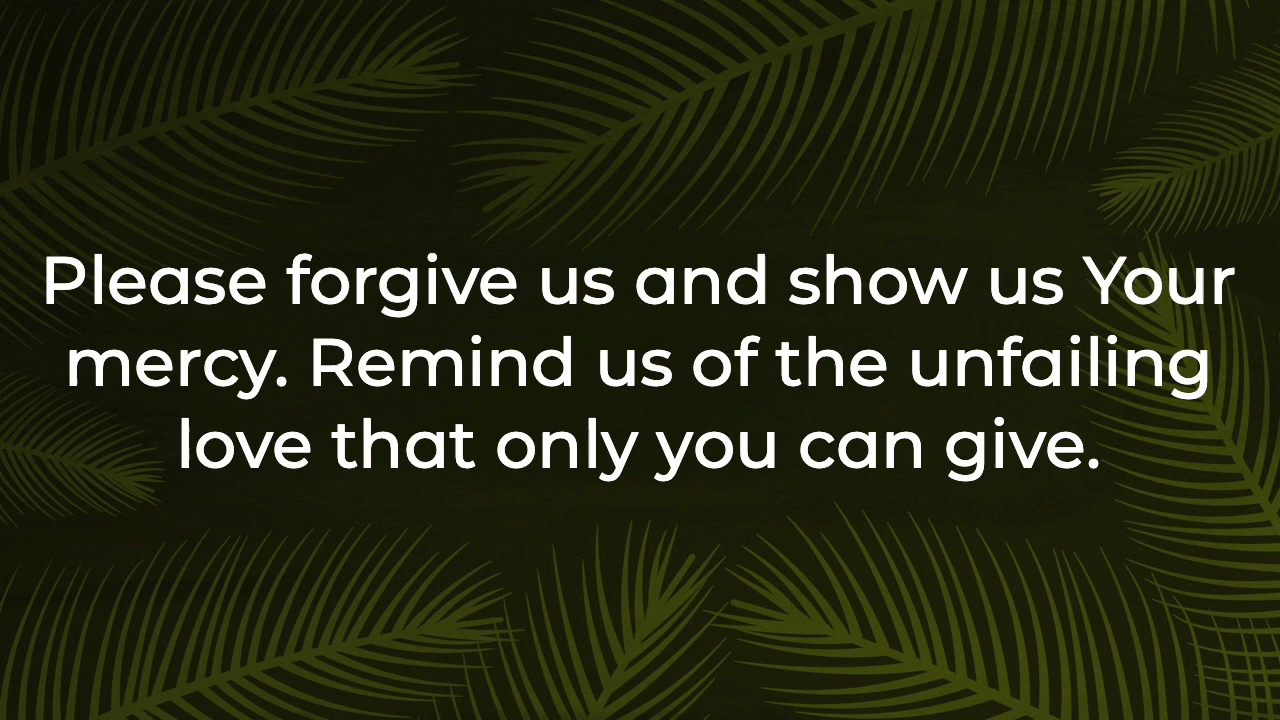 Please forgive us and show us Your
mercy. Remind us of the unfailing
love that only you can give.